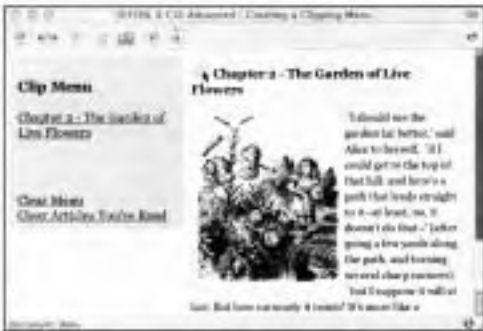 DHTML & CSS Advanced | Creating a Clipping Menu
Clip Menu
Chapter 2 - The Garden of
Live Flowers
Clear Menu
Clear Articles You've Read
Chapter 2 - The Garden of Live
Flowers
'I should see the
garden far better,' said
Alice to herself, 'if I
could get to the top of
that hill: and here's a
path that leads straight
to it--at least, no, it
doesn't do that--' (after
going a few yards along
the path, and turning
several sharp corners),
'but I suppose it will at
last. But how curiously it twists! It's more like a